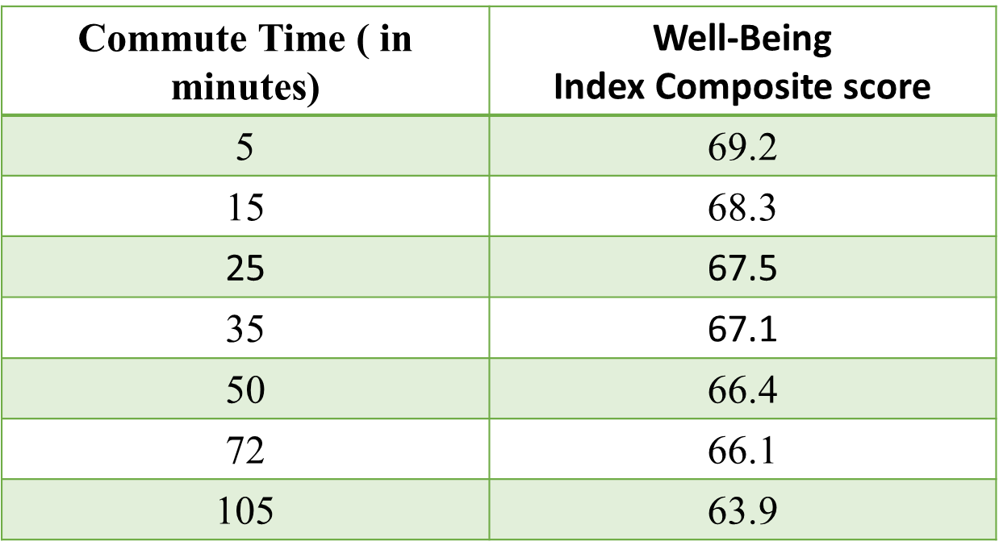 Commute Time ( in
minutes)
Well-Being
Index Composite score
5 69.2
15 68.3
25 67.5
35 67.1
50 66.4
72 66.1
105 63.9